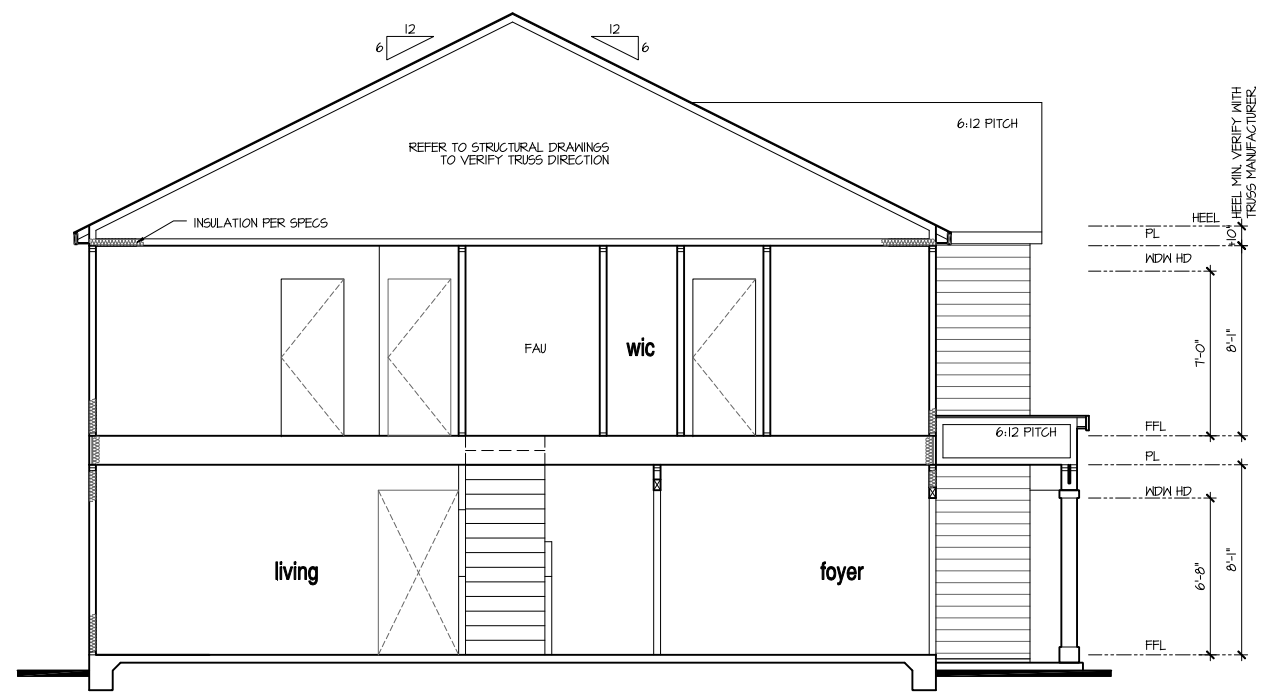 12
12
6
6
6:12 PITCH
REFER TO STRUCTURAL DRAWINGS
TO VERIFY TRUSS DIRECTION
HEEL MIN. VERIFY WITH
TRUSS MANUFACTURER.
INSULATION PER SPECS
HEEL
PL
WDW HD
FAU
wic
7'-0"
8'-1"
FFL
6:12 PITCH
PL
WDW HD
living
foyer
6'-8"
8'-1"
FFL